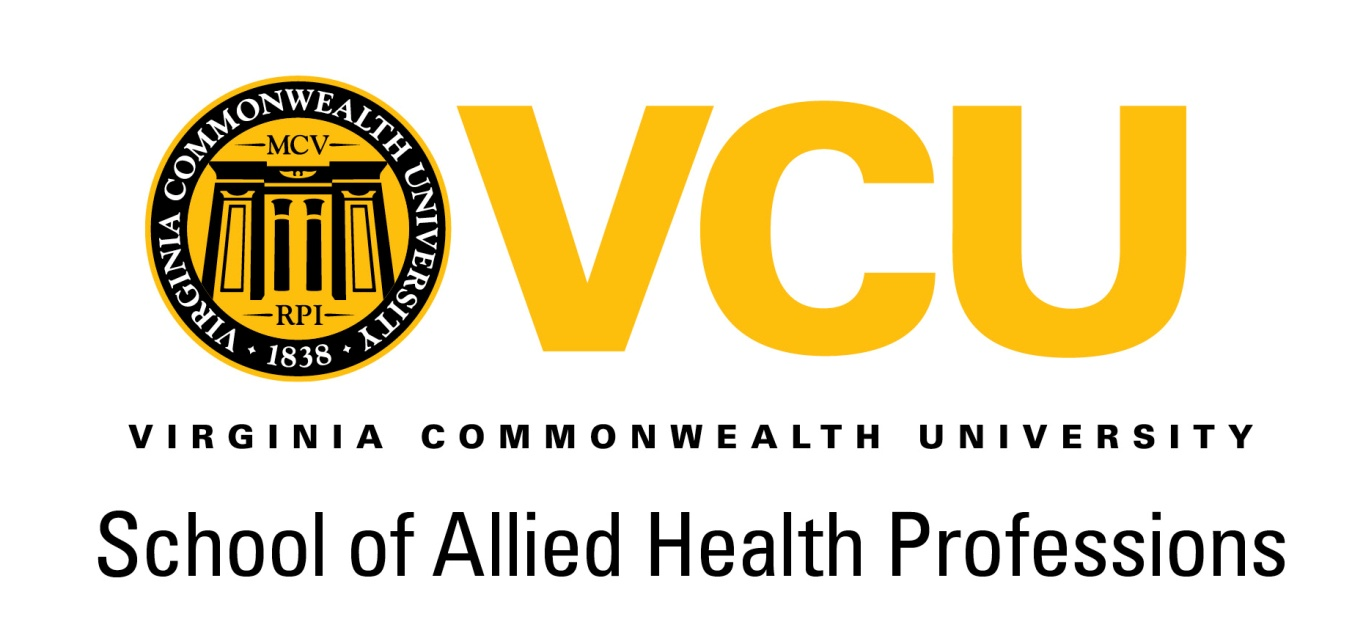 VIRGINIA COMMONWEALTH UNIVERSITY
MCV
RPI
· 1838 ·
VCU
VIRGINIA COMMONWEALTH UNIVERSITY
School of Allied Health Professions